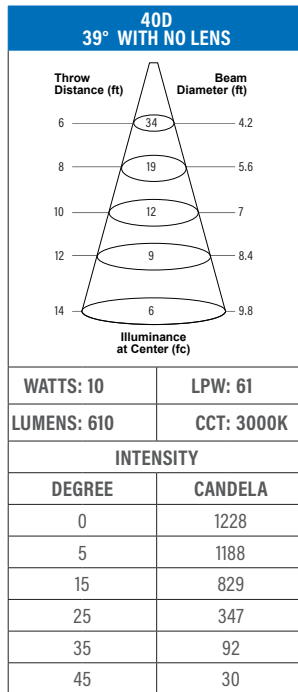 40D
39° WITH NO LENS
Throw Distance (ft)
Beam Diameter (ft)
6 34 4.2
8 19 5.6
10 12 7
12 9 8.4
14 6 9.8
Illuminance
at Center (fc)
WATTS: 10 LPW: 61
LUMENS: 610 CCT: 3000K
INTENSITY
DEGREE CANDELA
0 1228
5 1188
15 829
25 347
35 92
45 30